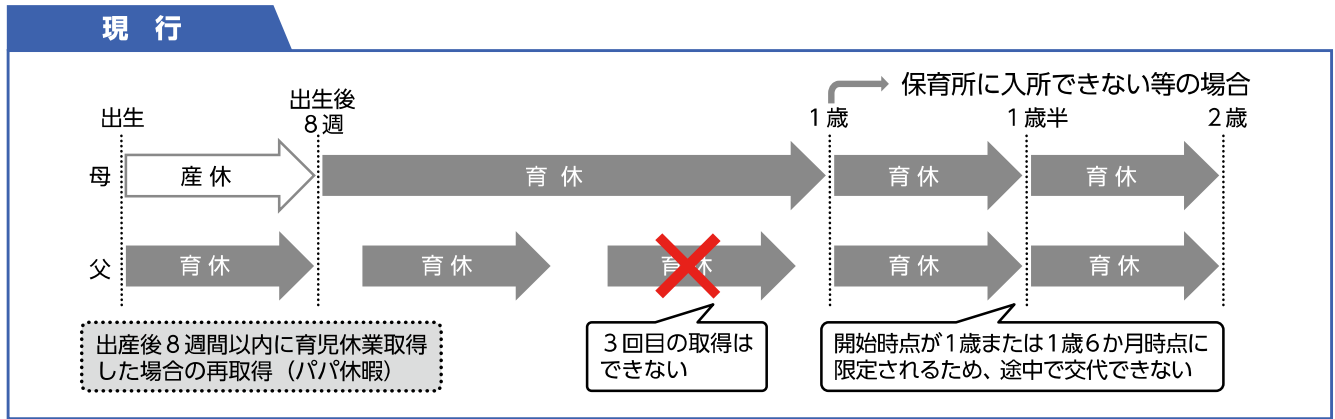 現 行
保育所に入所できない等の場合
出生
出生後
8週
1歳
1歳半
2歳
母
産休
育休
育休
育休
父
育休
育休
育休
育休
育休
出産後8週間以内に育児休業取得
した場合の再取得（パパ休暇）
3回目の取得は
できない
開始時点が1歳または1歳6か月時点に
限定されるため、途中で交代できない